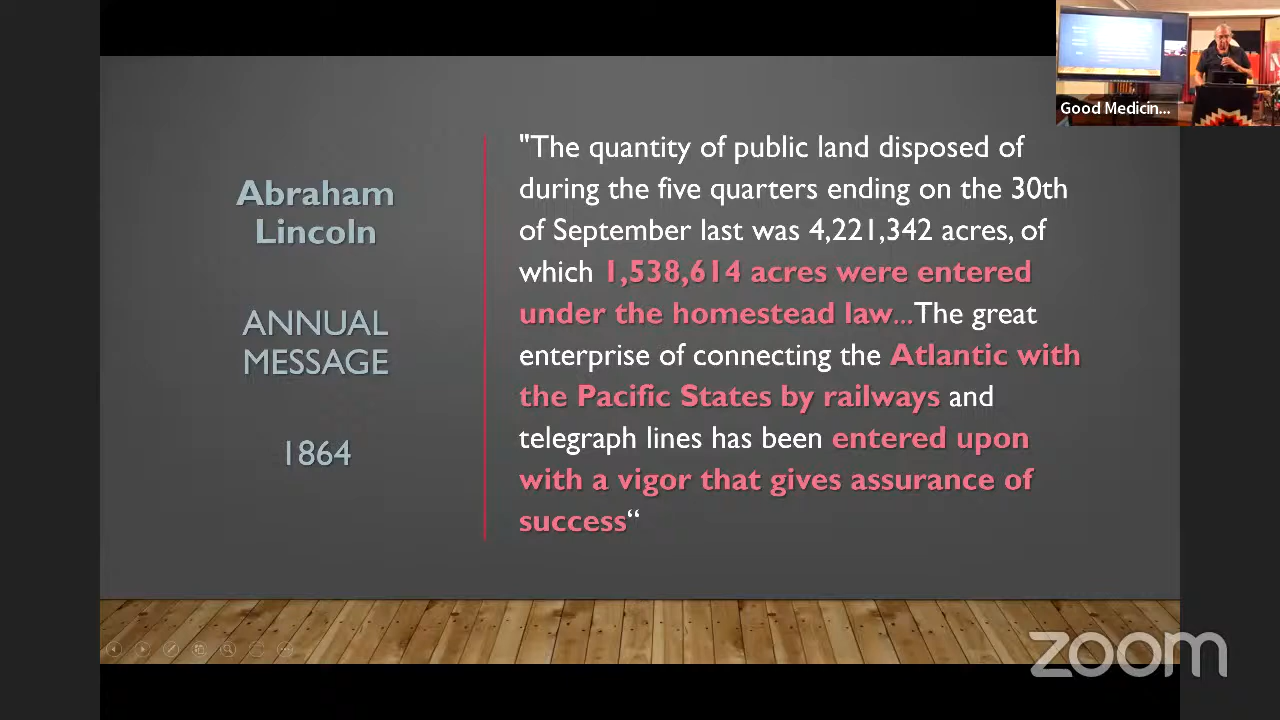 Good Medicin...
Abraham
Lincoln
ANNUAL
MESSAGE
1864
"The quantity of public land disposed of
during the five quarters ending on the 30th
of September last was 4,221,342 acres, of
which 1,538,614 acres were entered
under the homestead law...The great
enterprise of connecting the Atlantic with
the Pacific States by railways and
telegraph lines has been entered upon
with a vigor that gives assurance of
success“
zoom